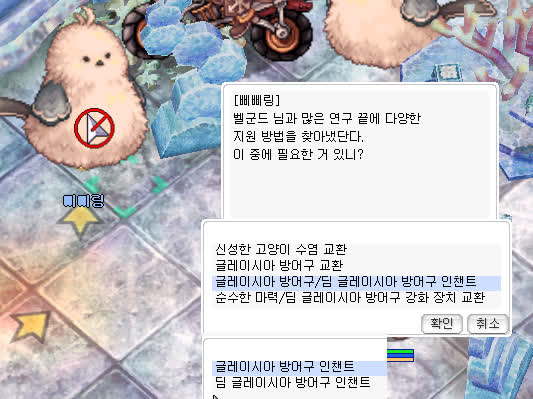 [삐삐링]
벨군드 님과 많은 연구 끝에 다양한
지원 방법을 찾아냈단다.
이 중에 필요한 거 있니?
삐삐링
신성한 고양이 수염 교환
글레이시아 방어구 교환
글레이시아 방어구/딤 글레이시아 방어구 인챈트
순수한 마력/딤 글레이시아 방어구 강화 장치 교환
확인 취소
글레이시아 방어구 인챈트
딤 글레이시아 방어구 인챈트